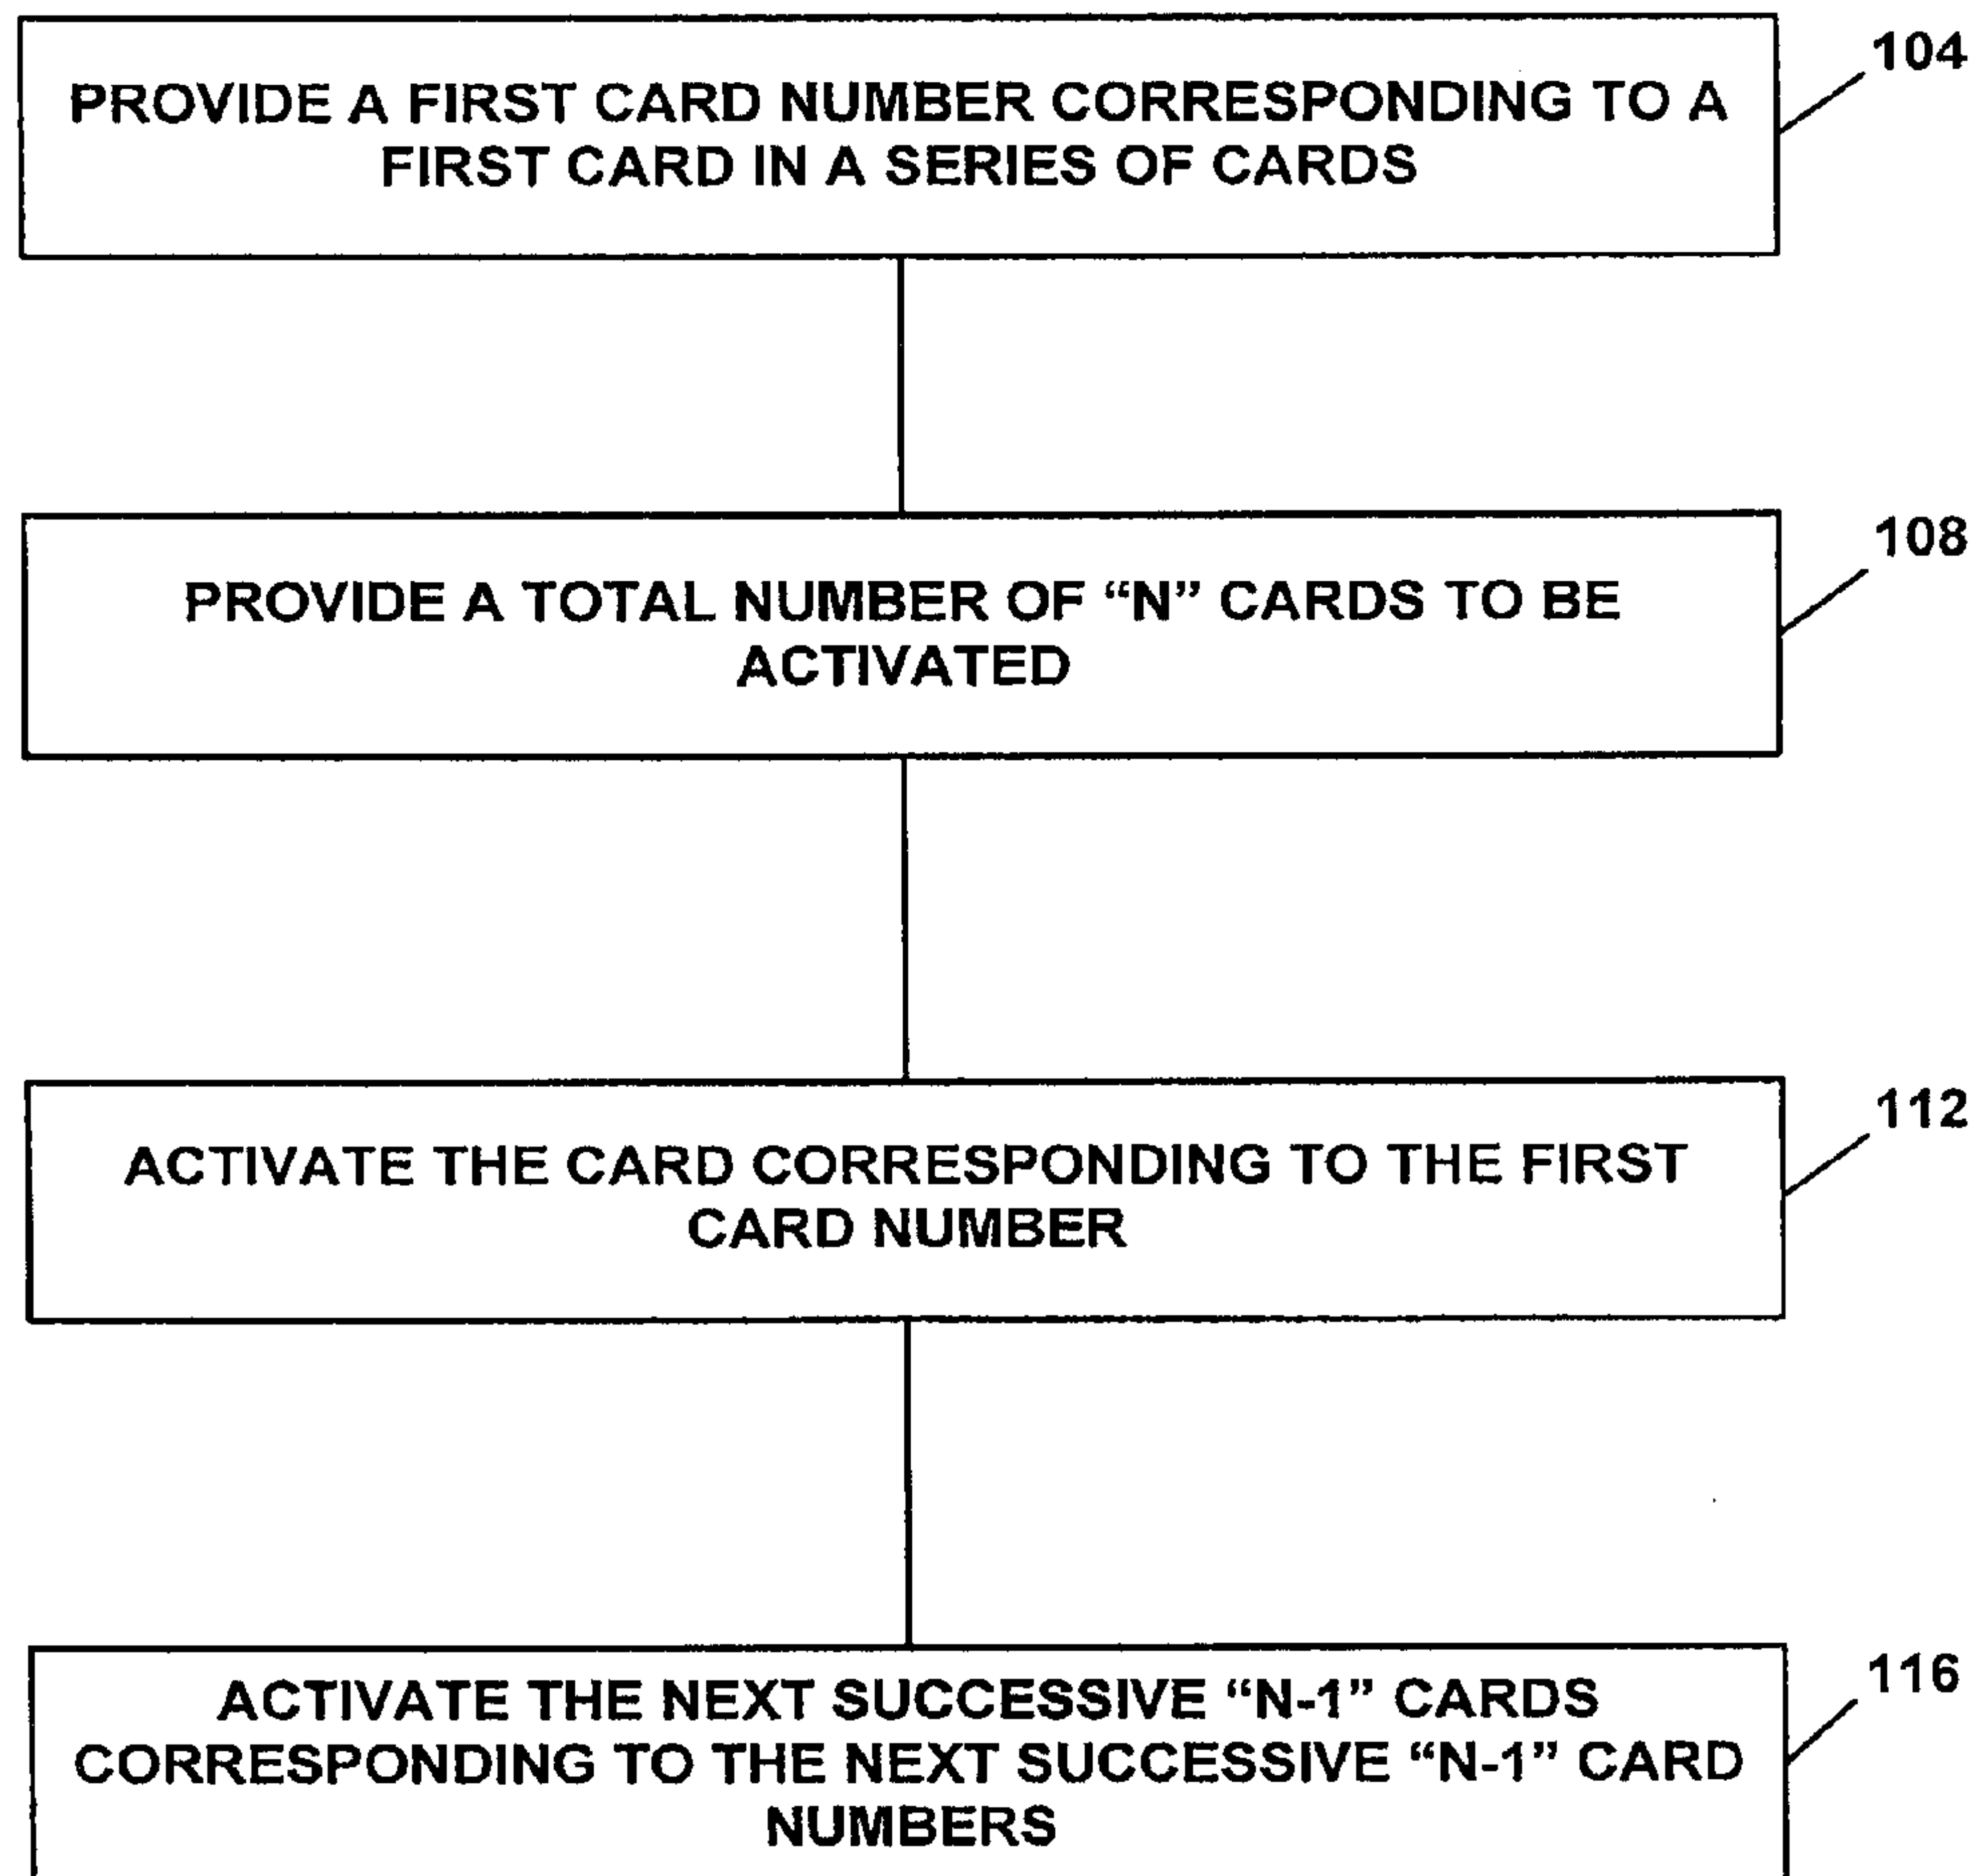 104
PROVIDE A FIRST CARD NUMBER CORRESPONDING TO A
FIRST CARD IN A SERIES OF CARDS
108
PROVIDE A TOTAL NUMBER OF “N” CARDS TO BE
ACTIVATED
112
ACTIVATE THE CARD CORRESPONDING TO THE FIRST
CARD NUMBER
116
ACTIVATE THE NEXT SUCCESSIVE “N-1” CARDS
CORRESPONDING TO THE NEXT SUCCESSIVE “N-1” CARD
NUMBERS